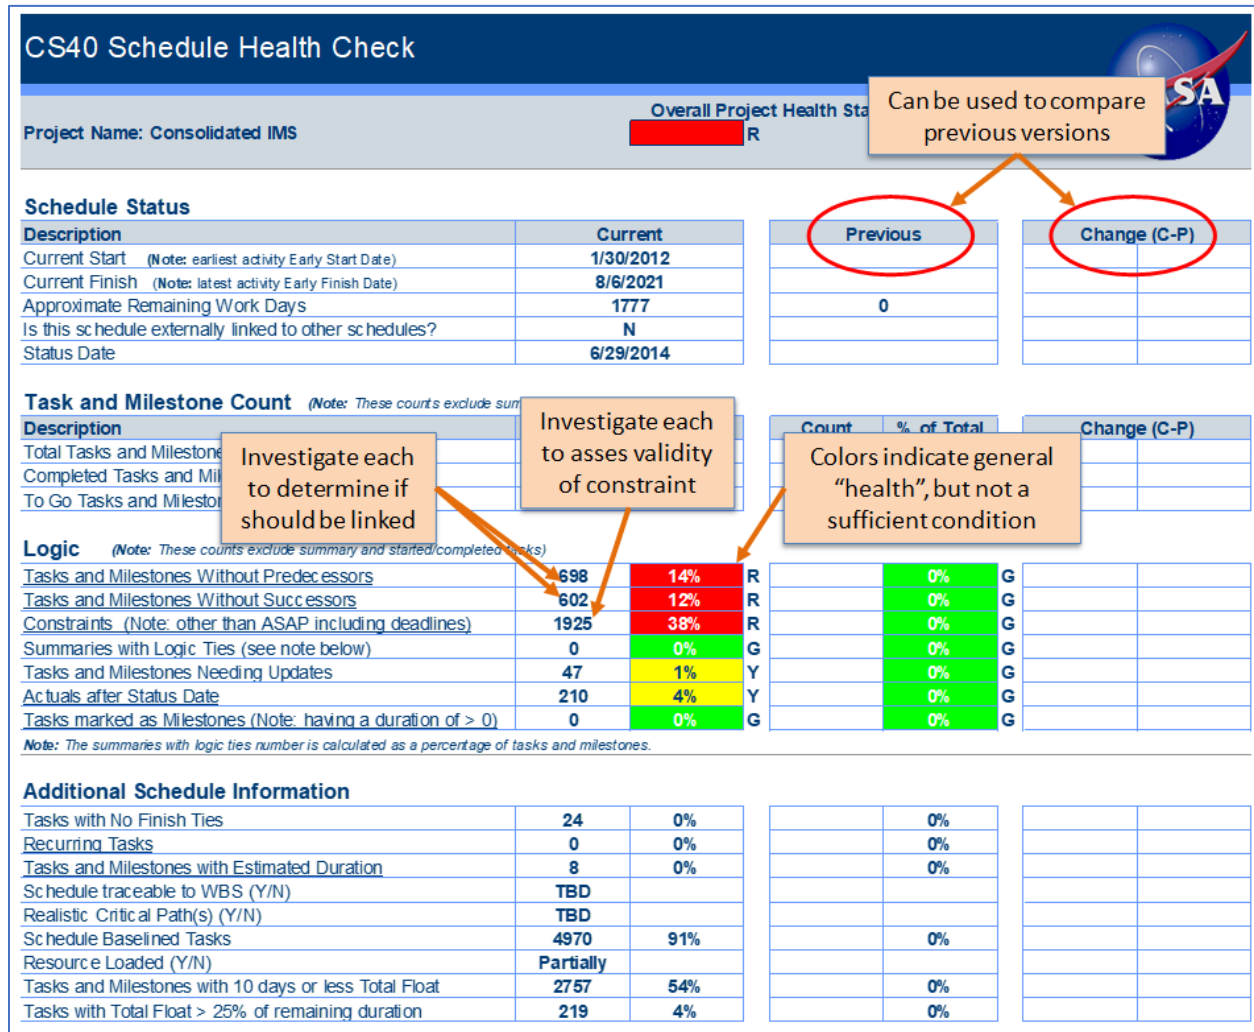 CS40 Schedule Health Check
SA
Can be used to compare
previous versions
Overall Project Health Sta
Project Name: Consolidated IMS
R
Schedule Status
Description Current Previous Change (C-P)
Current Start (Note: earliest activity Early Start Date) 1/30/2012
Current Finish (Note: latest activity Early Finish Date) 8/6/2021
Approximate Remaining Work Days 1777 0
Is this schedule externally linked to other schedules? N
Status Date 6/29/2014
Task and Milestone Count (Note: These counts exclude sum
Description Count % of Total Change (C-P)
Total Tasks and Milestone
Completed Tasks and Mil
To Go Tasks and Mileston
Investigate each
to determine if
should be linked
Investigate each
to asses validity
of constraint
Colors indicate general
"health", but not a
sufficient condition
Logic (Note: These counts exclude summary and started/completed tasks)
Tasks and Milestones Without Predecessors 698 14% R 0% G
Tasks and Milestones Without Successors 602 12% R 0% G
Constraints (Note: other than ASAP including deadlines) 1925 38% R 0% G
Summaries with Logic Ties (see note below) 0 0% G 0% G
Tasks and Milestones Needing Updates 47 1% Y 0% G
Actuals after Status Date 210 4% Y 0% G
Tasks marked as Milestones (Note: having a duration of > 0) 0 0% G 0% G
Note: The summaries with logic ties number is calculated as a percentage of tasks and milestones.
Additional Schedule Information
Tasks with No Finish Ties 24 0% 0%
Recurring Tasks 0 0% 0%
Tasks and Milestones with Estimated Duration 8 0% 0%
Schedule traceable to WBS (Y/N) TBD
Realistic Critical Path(s) (Y/N) TBD
Schedule Baselined Tasks 4970 91% 0%
Resource Loaded (Y/N) Partially
Tasks and Milestones with 10 days or less Total Float 2757 54% 0%
Tasks with Total Float > 25% of remaining duration 219 4% 0%